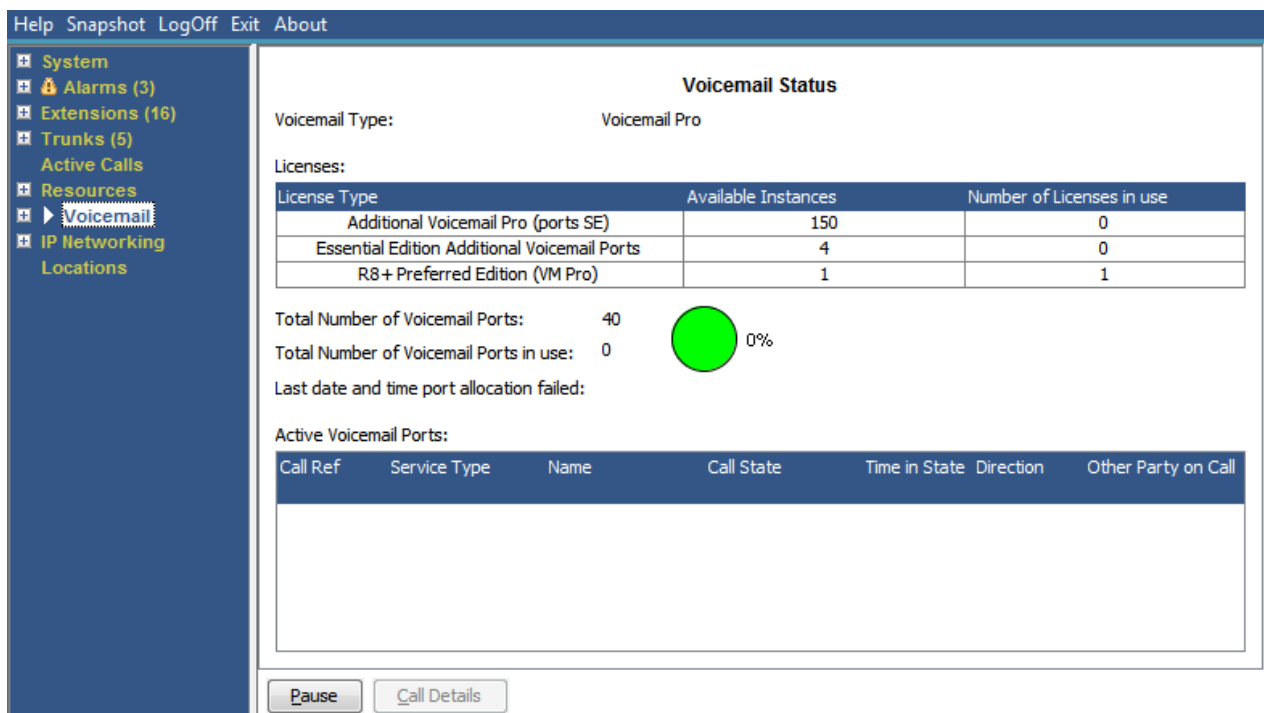 Help Snapshot LogOff Exit About
System
Alarms (3)
Extensions (16)
Trunks (5)
Active Calls
Resources
Voicemail
IP Networking
Locations
Voicemail Status
Voicemail Type: Voicemail Pro
Licenses:
License Type Available Instances Number of Licenses in use
Additional Voicemail Pro (ports SE) 150 0
Essential Edition Additional Voicemail Ports 4 0
R8+ Preferred Edition (VM Pro) 1 1
Total Number of Voicemail Ports: 40
0%
Total Number of Voicemail Ports in use: 0
Last date and time port allocation failed:
Active Voicemail Ports:
Call Ref Service Type Name Call State Time in State Direction Other Party on Call
Pause Call Details